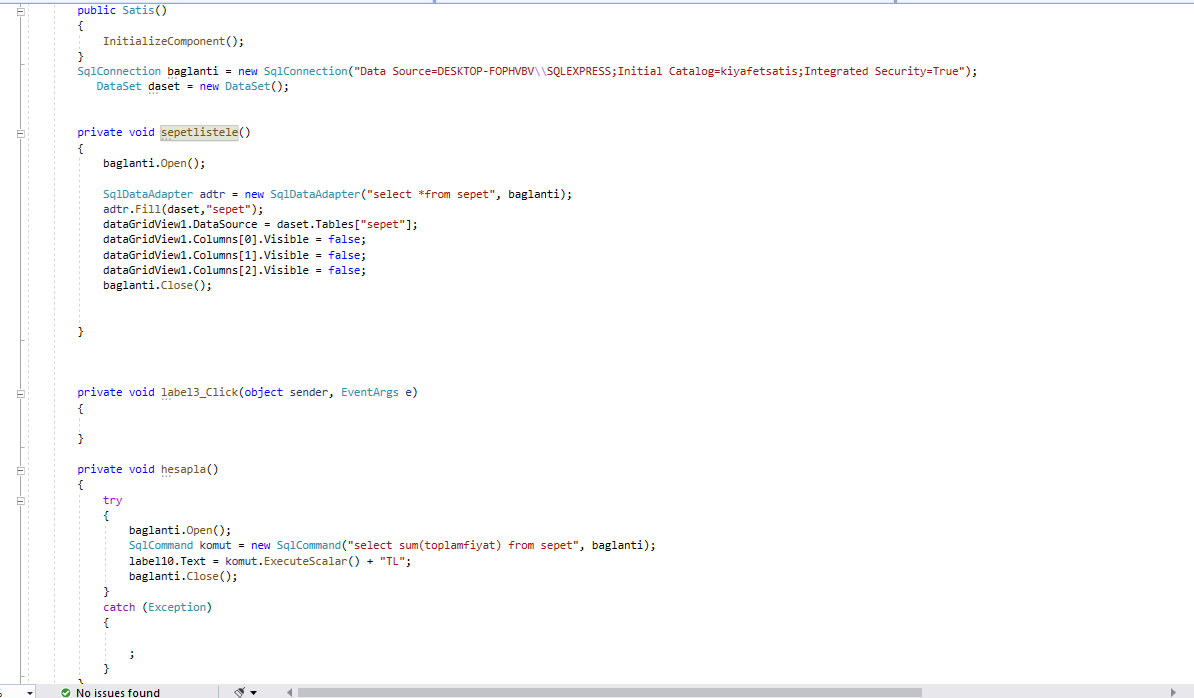 public Satis()
{
InitializeComponent();
}
SqlConnection baglanti = new SqlConnection("Data Source=DESKTOP-FOPHVBV\\SQLEXPRESS;Initial Catalog=kiyafetsatis;Integrated Security=True");
DataSet daset = new DataSet();
private void sepetlistele()
{
baglanti.Open();
SqlDataAdapter adtr = new SqlDataAdapter("select *from sepet", baglanti);
adtr.Fill(daset,"sepet");
dataGridView1.DataSource = daset.Tables["sepet"];
dataGridView1.Columns[0].Visible = false;
dataGridView1.Columns[1].Visible = false;
dataGridView1.Columns[2].Visible = false;
baglanti.Close();
}
private void label3_Click(object sender, EventArgs e)
{
}
private void hesapla()
{
try
{
baglanti.Open();
SqlCommand komut = new SqlCommand("select sum(toplamfiyat) from sepet", baglanti);
label10.Text = komut.ExecuteScalar() + "TL";
baglanti.Close();
}
catch (Exception)
{
;
}
}
No issues found